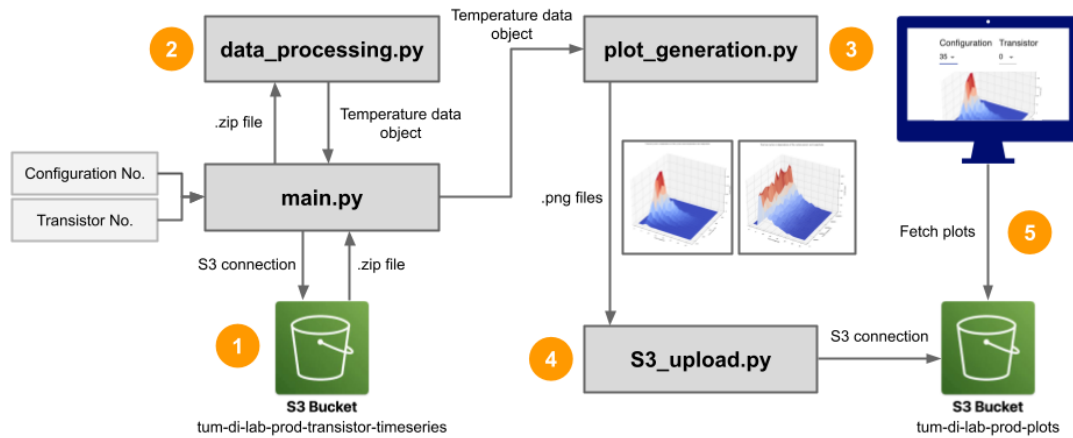 2
data_processing.py
Temperature data
object
plot_generation.py
3
Configuration
Transistor
35
0
.zip file
Temperature data
object
Configuration No.
Transistor No.
main.py
.png files
Fetch plots
5
S3 connection
.zip file
1
S3 Bucket
tum-di-lab-prod-transistor-timeseries
4
S3_upload.py
S3 connection
S3 Bucket
tum-di-lab-prod-plots